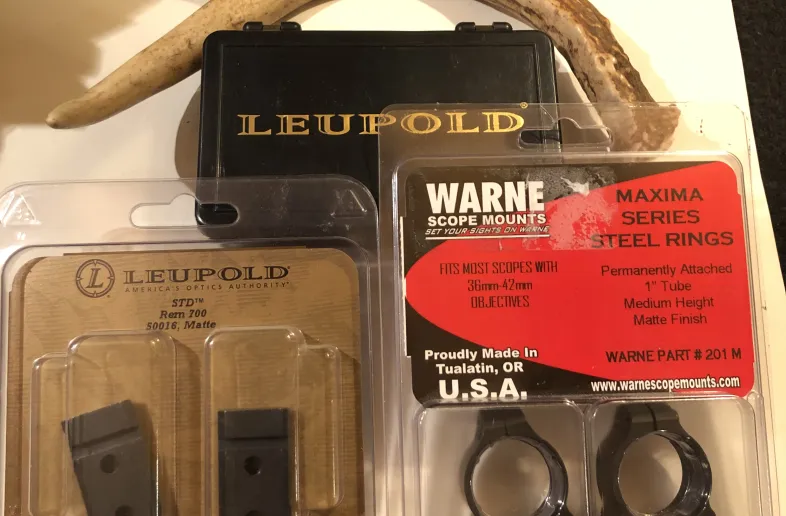 LEUPOLD®
LEUPOLD®
AMERICA'S OPTICS AUTHORITY®
STD™
Rem 700
50016, Matte
WARNE
SCOPE MOUNTS
SET YOUR SIGHTS ON WARNE
MAXIMA
SERIES
STEEL RINGS
FITS MOST SCOPES WITH
36mm-42mm
OBJECTIVES
Permanently Attached
1" Tube
Medium Height
Matte Finish
WARNE PART # 201 M
Proudly Made In
Tualatin, OR
U.S.A.
www.warnescopemounts.com